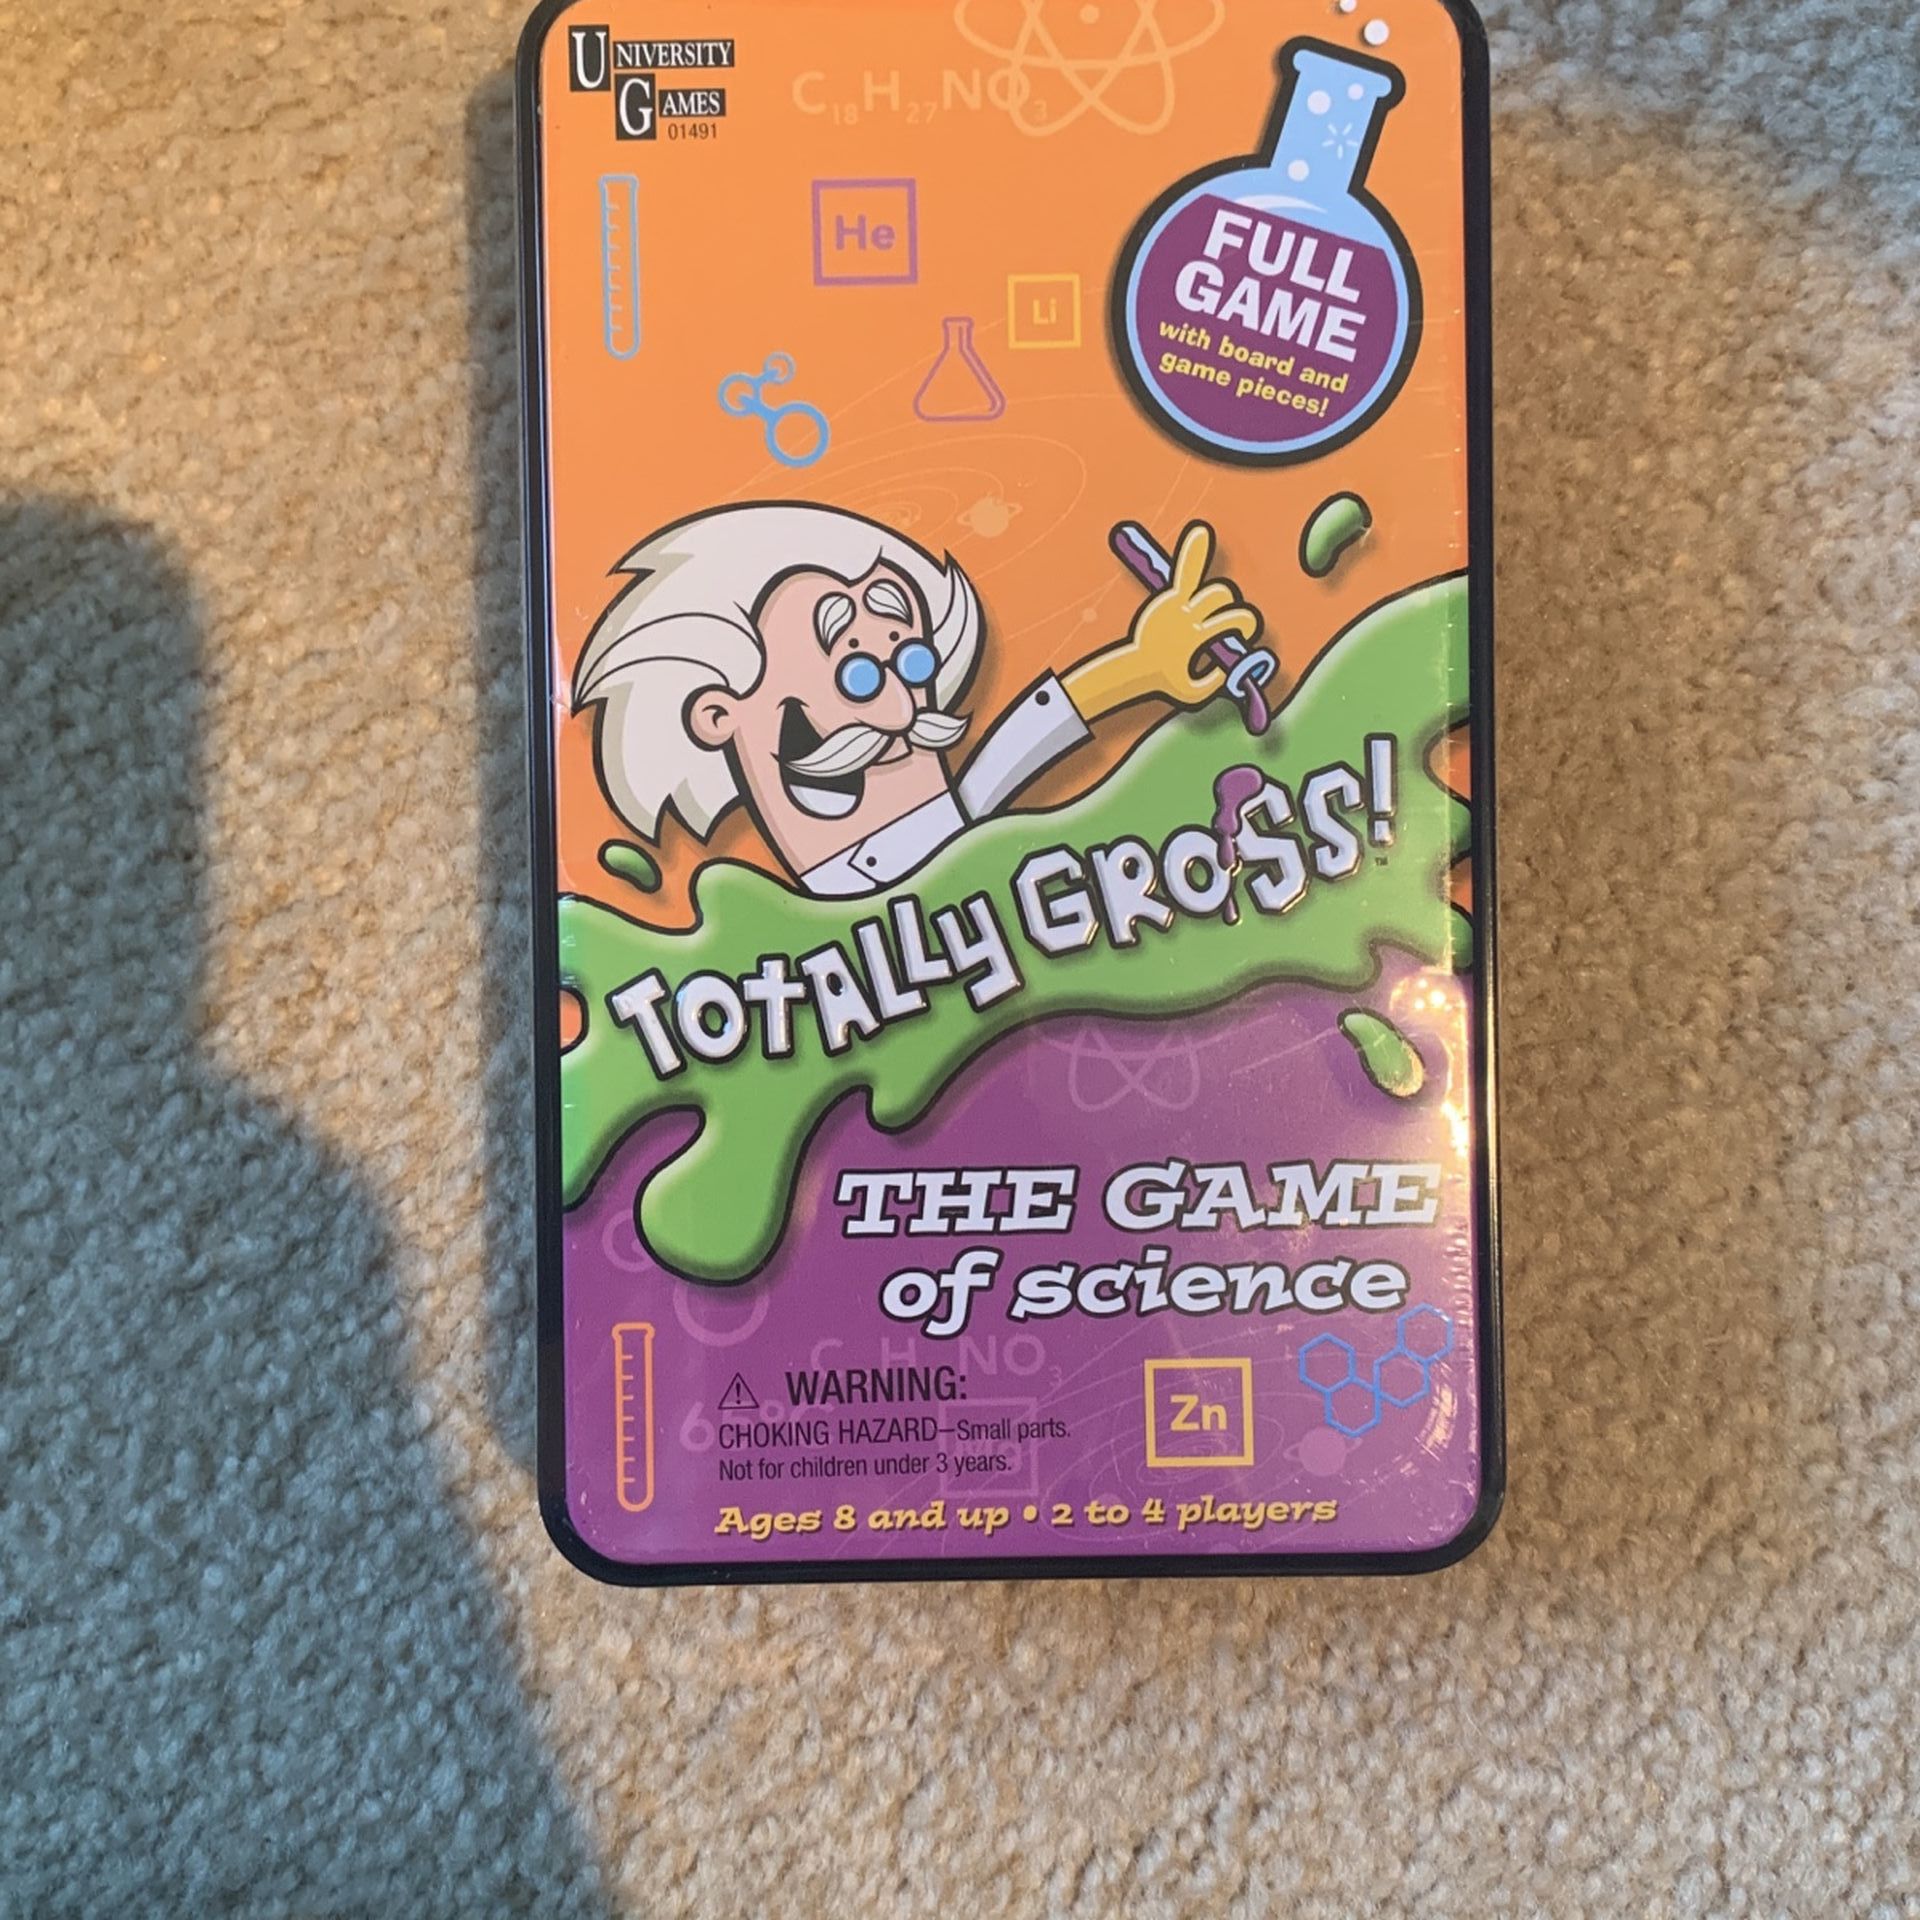 UNIVERSITY
GAMES
01491
C18H27NO3
He
Li
FULL
GAME
with board and
game pieces!
TOtALLy GROSS!
™
THE GAME
of science
C H NO3
WARNING:
CHOKING HAZARD–Small parts.
Not for children under 3 years.
Zn
Ages 8 and up • 2 to 4 players